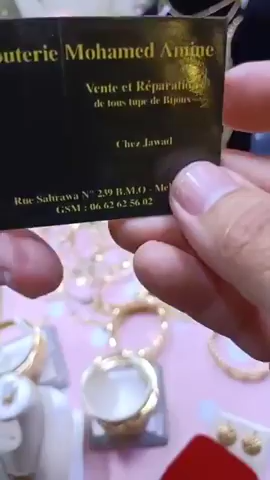 outerie Mohamed Amine
Vente et Réparation
de tous tupe de Bijoux
Chez Jawad
Rue Sahrawa N° 239 B.M.O - Me
GSM : 06 62 62 56 02